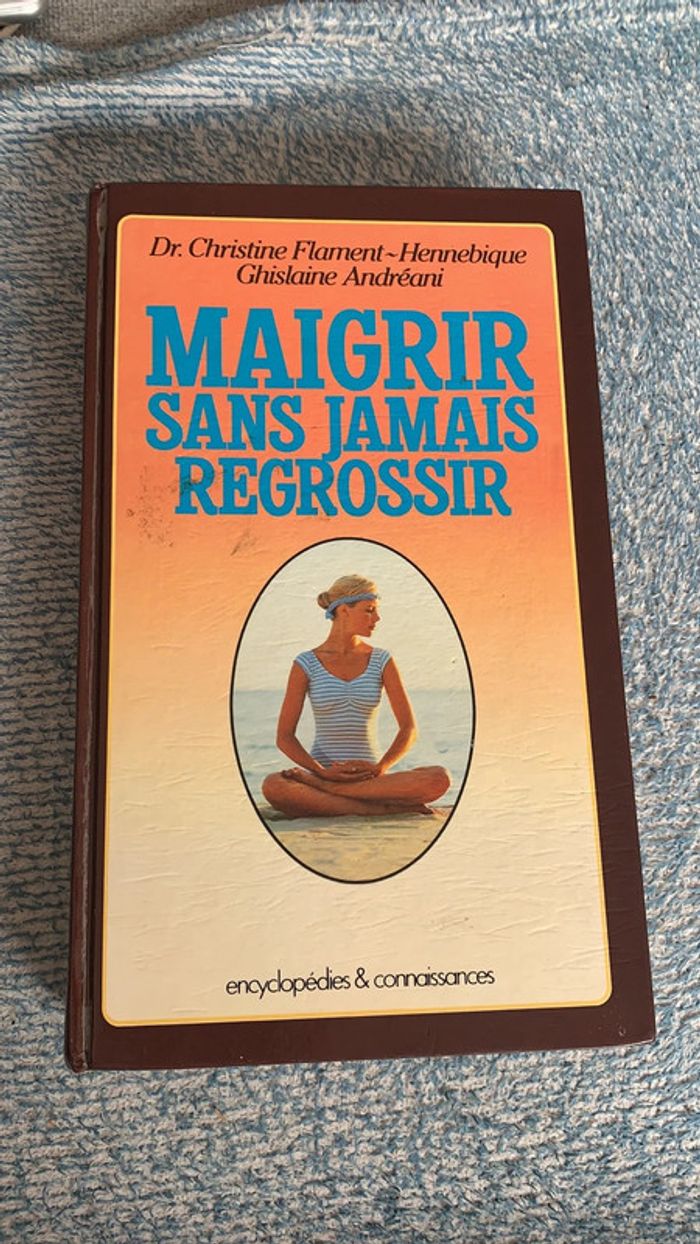 Dr. Christine Flament~Hennebique
Ghislaine Andréani
MAIGRIR
SANS JAMAIS
REGROSSIR
encyclopédies & connaissances